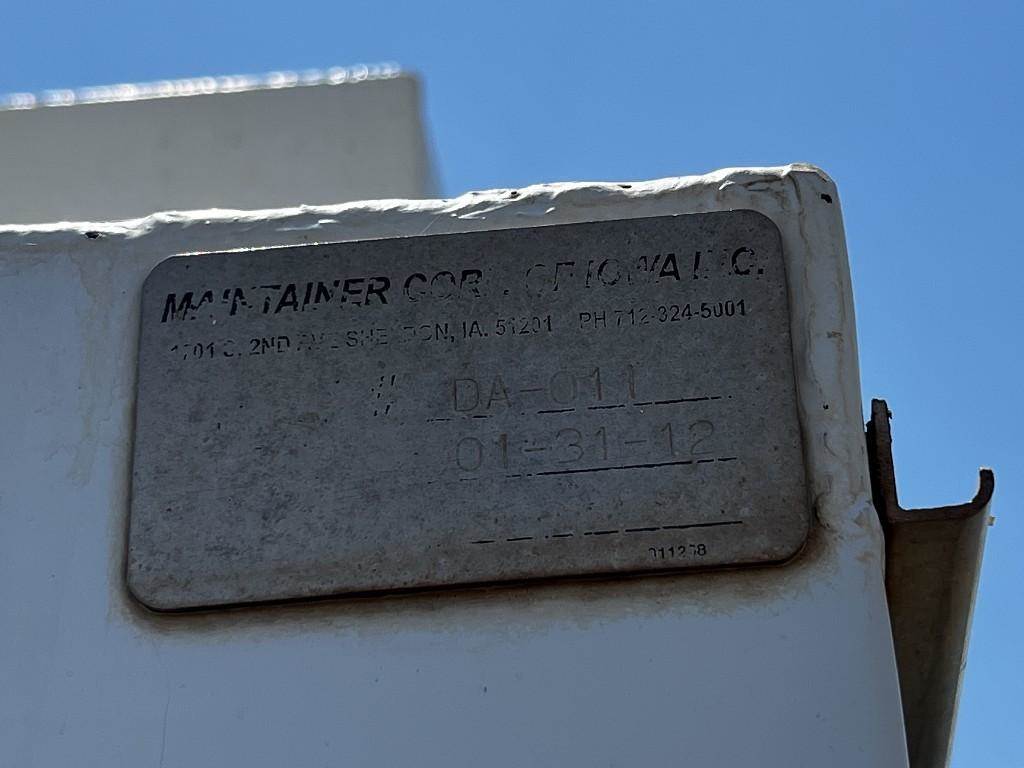 MAINTAINER CORP. OF IOWA INC.
1701 S. 2ND AVE SHELDON, IA. 51201 PH 712-324-5001
# DA-011
01-31-12